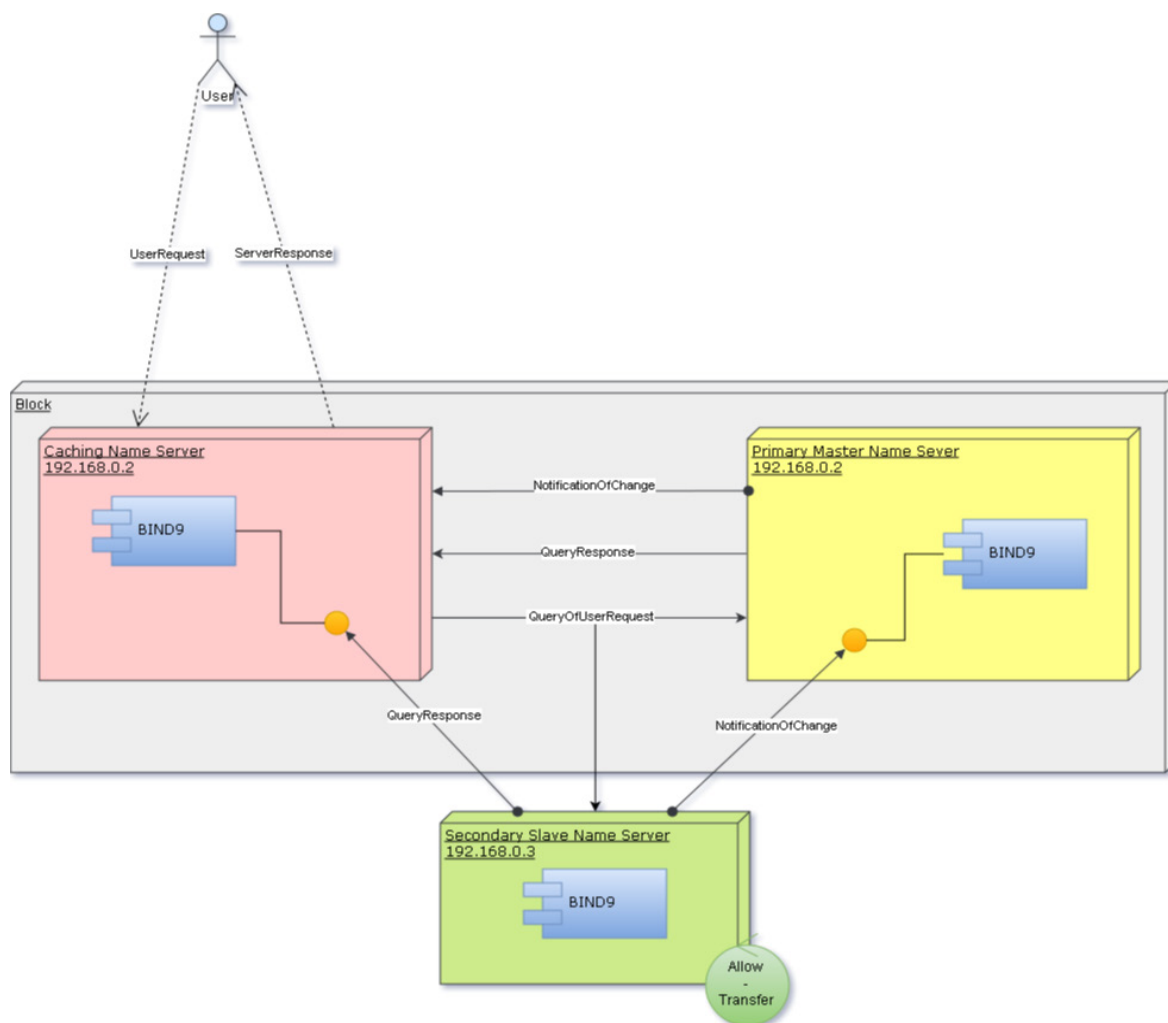 User
UserRequest
ServerResponse
Block
Caching Name Server
192.168.0.2
BIND9
Primary Master Name Sever
192.168.0.2
BIND9
NotificationOfChange
QueryResponse
QueryOfUserRequest
QueryResponse
NotificationOfChange
Secondary Slave Name Server
192.168.0.3
BIND9
Allow
-
Transfer